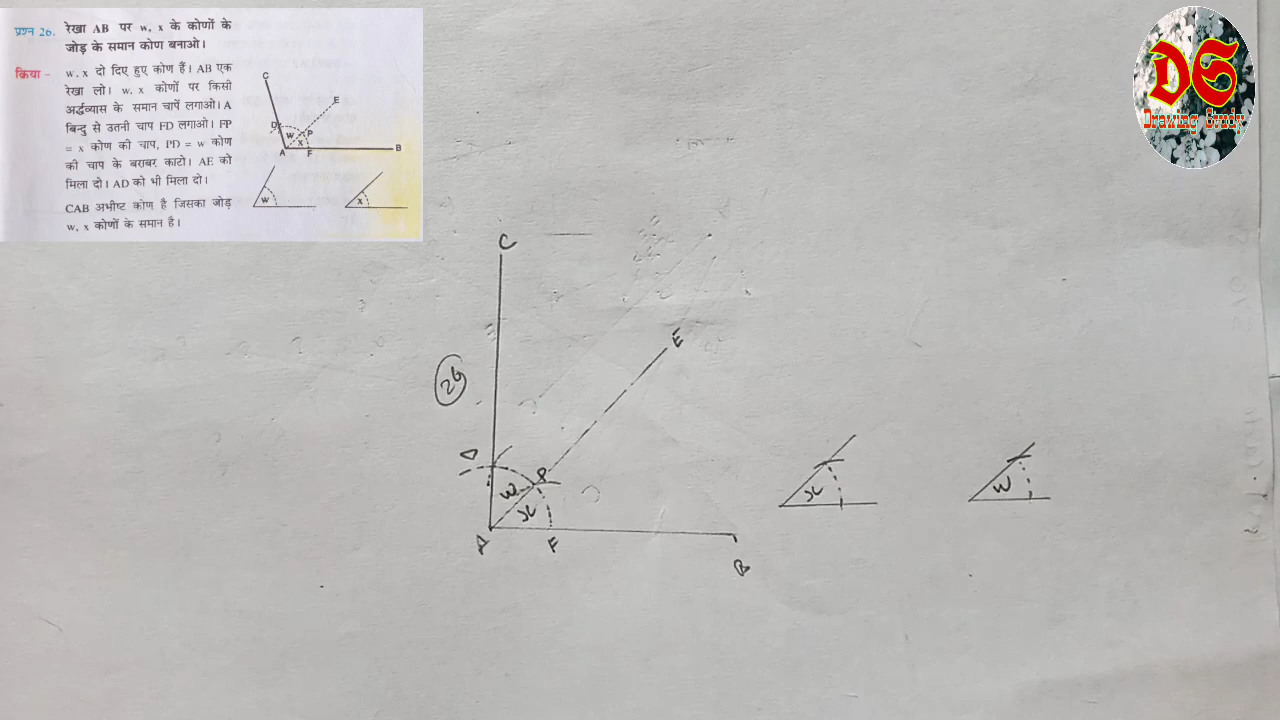 प्रश्न 26. रेखा AB पर w, x के कोणों के
जोड़ के समान कोण बनाओ।
क्रिया – w, x दो दिए हुए कोण हैं। AB एक
रेखा लो। w, x कोणों पर किसी
अर्द्धव्यास के समान चापें लगाओ। A
बिन्दु से उतनी चाप FD लगाओ। FP
= x कोण की चाप, PD = w कोण
की चाप के बराबर काटो। AE को
मिला दो। AD को भी मिला दो।
CAB अभीष्ट कोण है जिसका जोड़
w, x कोणों के समान है।
C
E
D
w
P
x
A
F
B
w
x
DS
Drawing Study
C
E
26
D
P
w
x
A
F
B
x
w